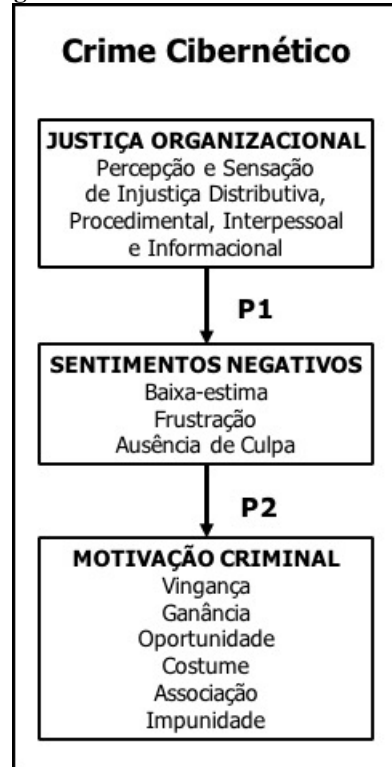 Crime Cibernético
JUSTIÇA ORGANIZACIONAL
Percepção e Sensação
de Injustiça Distributiva,
Procedimental, Interpessoal
e Informacional
P1
SENTIMENTOS NEGATIVOS
Baixa-estima
Frustração
Ausência de Culpa
P2
MOTIVAÇÃO CRIMINAL
Vingança
Ganância
Oportunidade
Costume
Associação
Impunidade